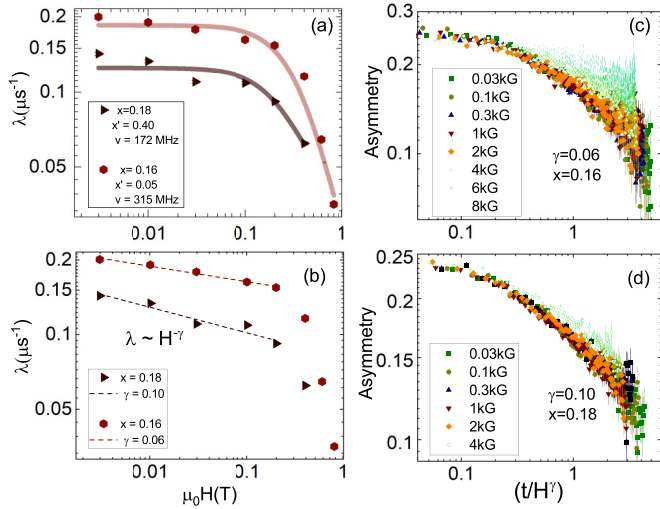 (a)
0.2
0.15
0.1
0.05
λ(μs⁻¹)
x=0.18
x' = 0.40
ν = 172 MHz
x= 0.16
x' = 0.05
ν = 315 MHz
0.01
0.1
1
(b)
0.2
0.15
0.1
0.05
λ(μs⁻¹)
λ ~ H⁻ᵞ
x = 0.18
γ = 0.10
x = 0.16
γ = 0.06
0.01
0.1
1
μ₀H(T)
(c)
0.3
0.2
0.1
Asymmetry
0.03kG
0.1kG
0.3kG
1kG
2kG
4kG
6kG
8kG
γ=0.06
x=0.16
0.1
1
10
(d)
0.25
0.2
0.15
0.1
Asymmetry
0.03kG
0.1kG
0.3kG
1kG
2kG
4kG
γ=0.10
x=0.18
0.1
1
10
(t/Hᵞ)